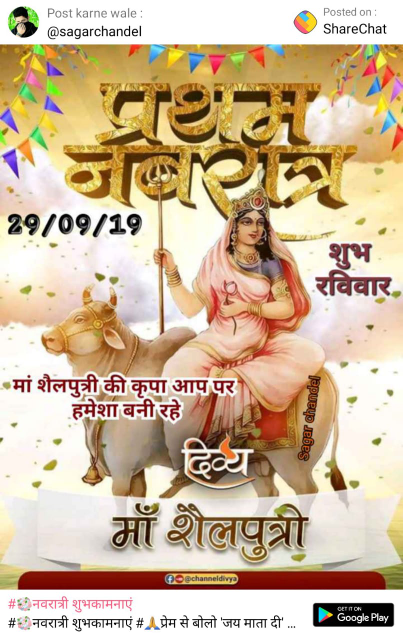 Post karne wale :
@sagarchandel
Posted on :
ShareChat
प्रथम
नवरात्र
29/09/19
शुभ
रविवार
मां शैलपुत्री की कृपा आप पर
हमेशा बनी रहे
Sagar chandel
दिव्य
माँ शैलपुत्री
@channeldivya
#नवरात्री शुभकामनाएं
#नवरात्री शुभकामनाएं #🙏प्रेम से बोलो 'जय माता दी' ...
GET IT ON
Google Play